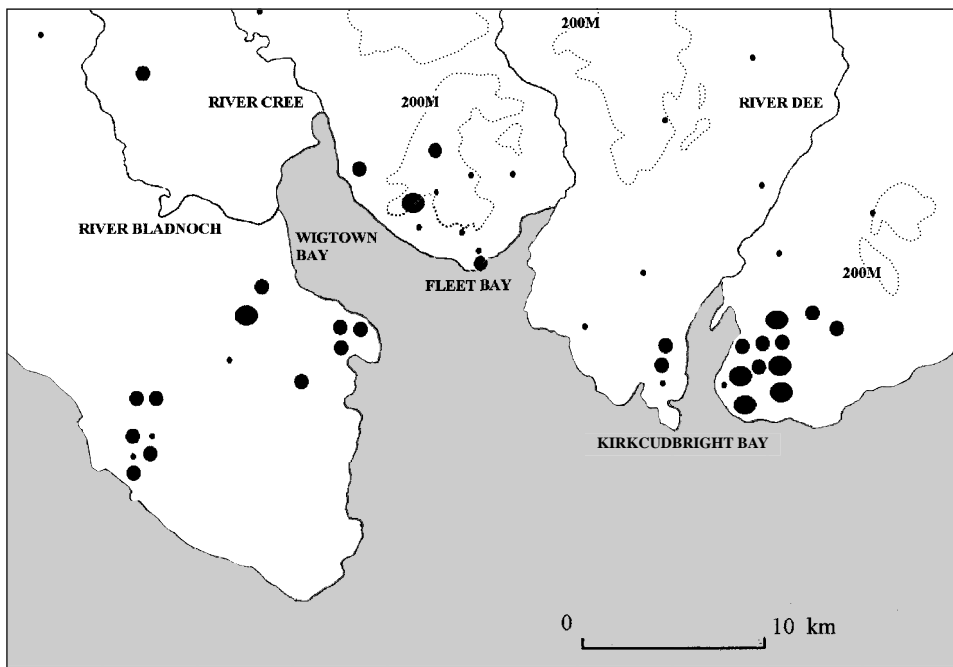 200M
RIVER CREE
200M
RIVER DEE
RIVER BLADNOCH
WIGTOWN
BAY
FLEET BAY
200M
KIRKCUDBRIGHT BAY
0
10 km